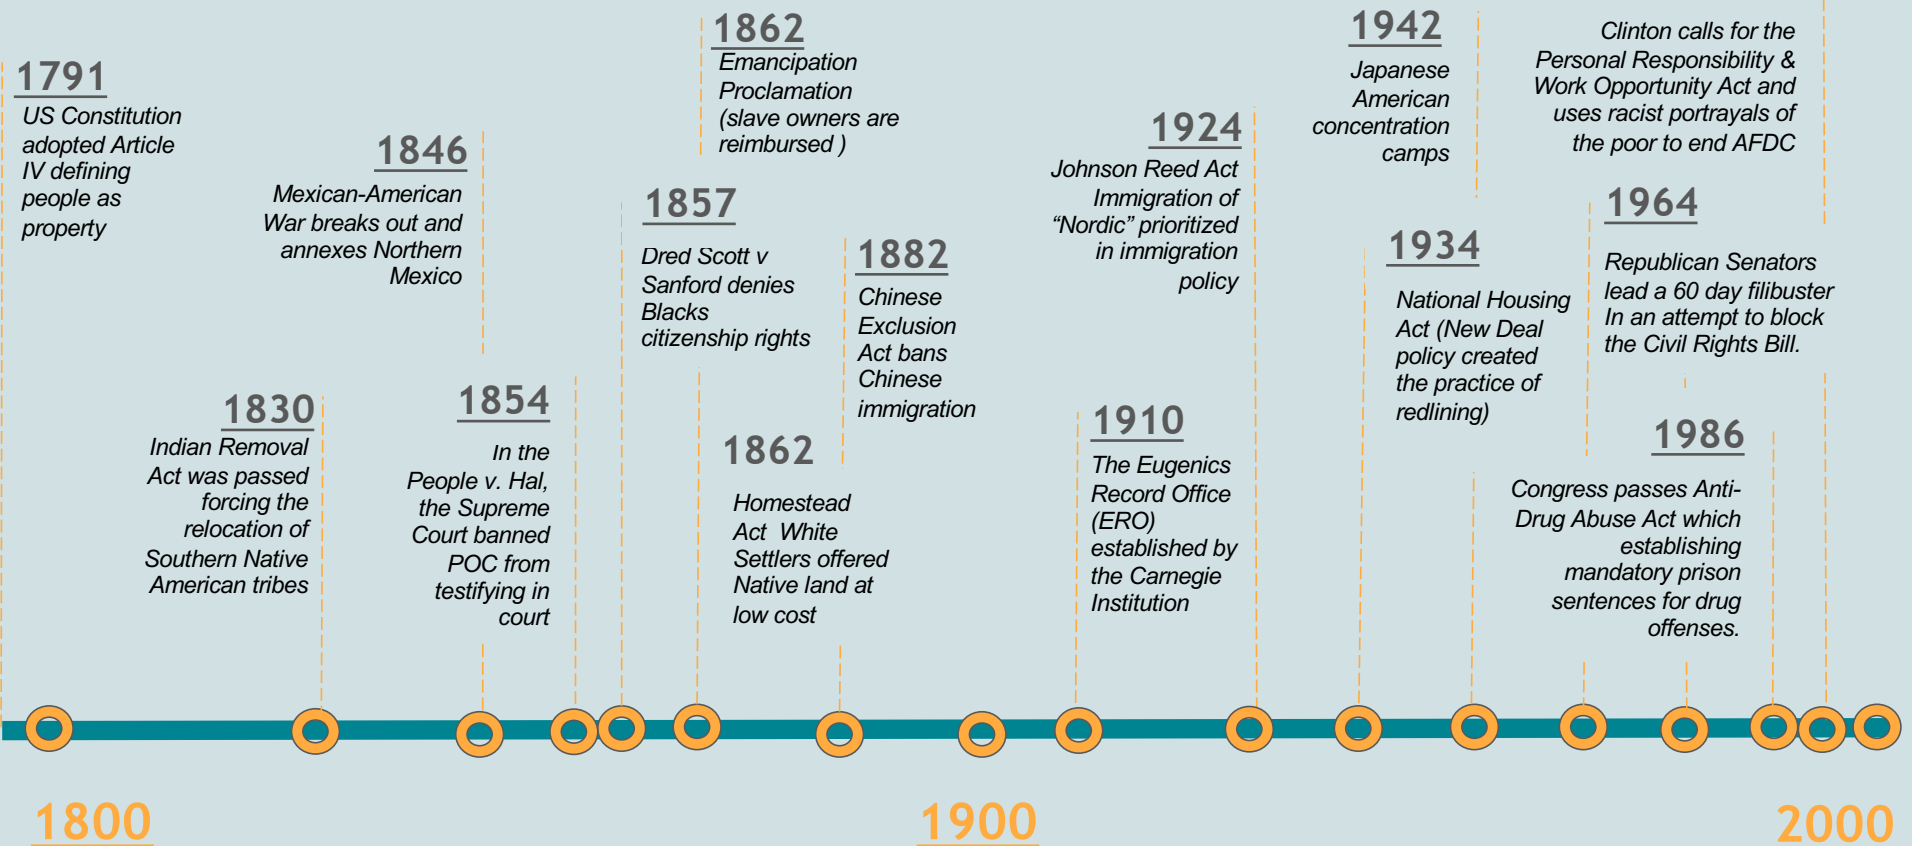 1791
US Constitution
adopted Article
IV defining
people as
property
1830
Indian Removal
Act was passed
forcing the
relocation of
Southern Native
American tribes
1846
Mexican-American
War breaks out and
annexes Northern
Mexico
1854
In the
People v. Hal,
the Supreme
Court banned
POC from
testifying in
court
1857
Dred Scott v
Sanford denies
Blacks
citizenship rights
1862
Emancipation
Proclamation
(slave owners are
reimbursed )
1862
Homestead
Act White
Settlers offered
Native land at
low cost
1882
Chinese
Exclusion
Act bans
Chinese
immigration
1910
The Eugenics
Record Office
(ERO)
established by
the Carnegie
Institution
1924
Johnson Reed Act
Immigration of
“Nordic” prioritized
in immigration
policy
1934
National Housing
Act (New Deal
policy created
the practice of
redlining)
1942
Japanese
American
concentration
camps
1964
Republican Senators
lead a 60 day filibuster
In an attempt to block
the Civil Rights Bill.
1986
Congress passes Anti-
Drug Abuse Act which
establishing
mandatory prison
sentences for drug
offenses.
Clinton calls for the
Personal Responsibility &
Work Opportunity Act and
uses racist portrayals of
the poor to end AFDC
1800
1900
2000